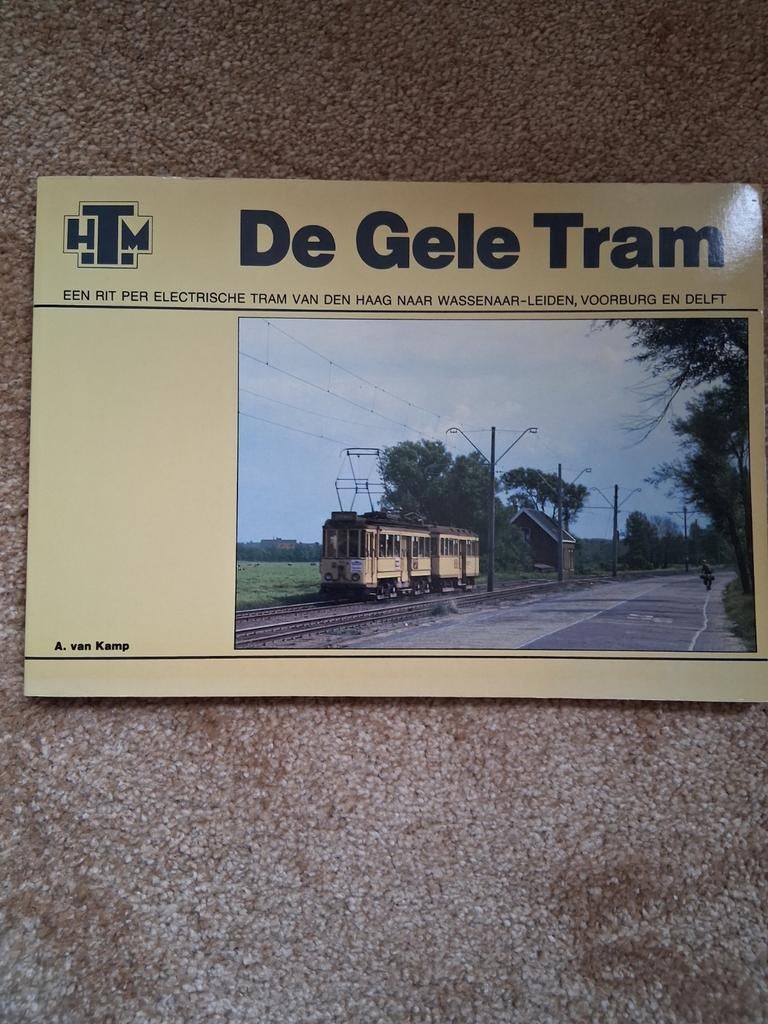 HTM
De Gele Tram
EEN RIT PER ELECTRISCHE TRAM VAN DEN HAAG NAAR WASSENAAR-LEIDEN, VOORBURG EN DELFT
A. van Kamp